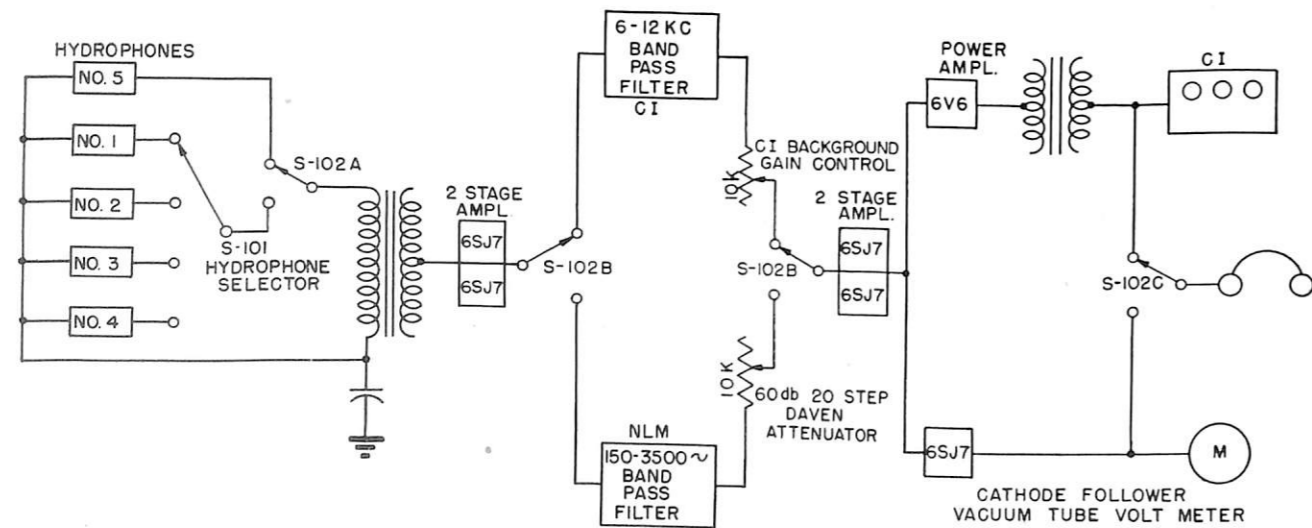 HYDROPHONES
NO. 5
NO. 1
NO. 2
NO. 3
NO. 4
S-101
HYDROPHONE
SELECTOR
S-102A
2 STAGE
AMPL.
6SJ7
6SJ7
S-102B
6-12KC
BAND
PASS
FILTER
CI
CI BACKGROUND
GAIN CONTROL
10K
S-102B
10K
60db 20 STEP
DAVEN
ATTENUATOR
NLM
150-3500~
BAND
PASS
FILTER
2 STAGE
AMPL.
6SJ7
6SJ7
POWER
AMPL.
6V6
CI
S-102C
6SJ7
M
CATHODE FOLLOWER
VACUUM TUBE VOLT METER